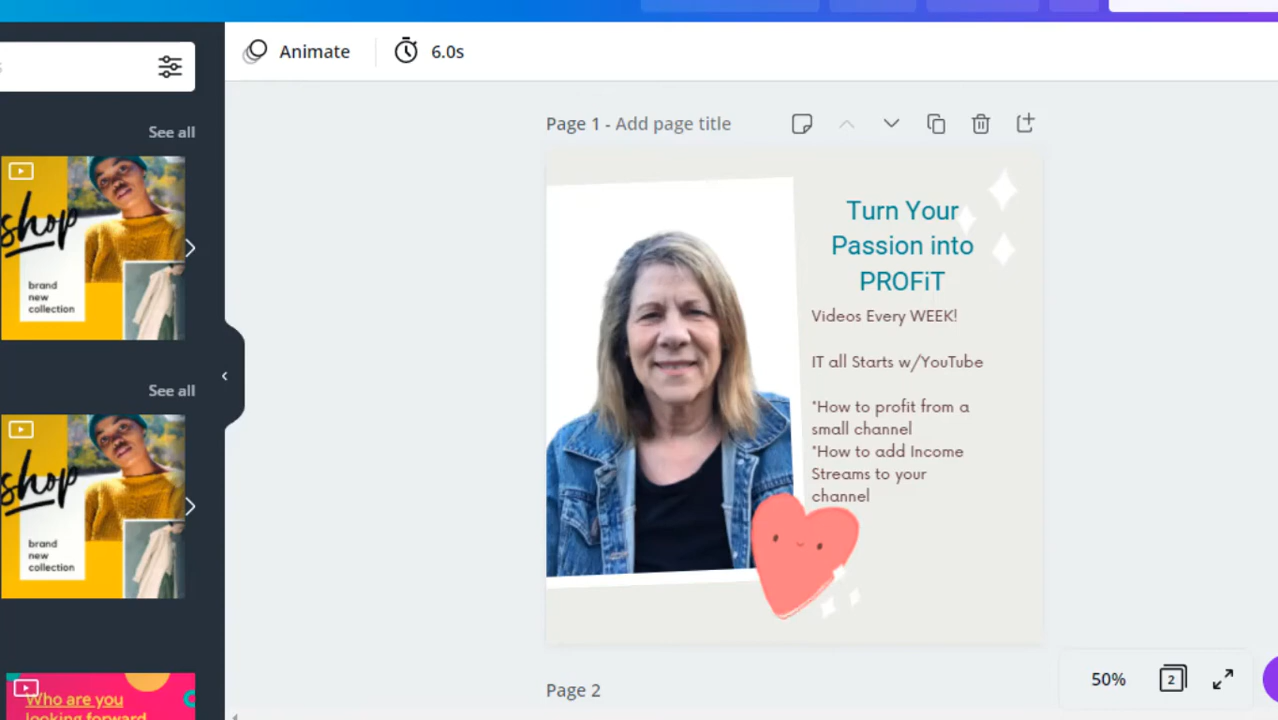 Animate
6.0s
See all
shop
brand
new
collection
See all
shop
brand
new
collection
Who are you
looking forward
Page 1 - Add page title
Turn Your
Passion into
PROFiT
Videos Every WEEK!
IT all Starts w/YouTube
*How to profit from a
small channel
*How to add Income
Streams to your
channel
Page 2
50%
2